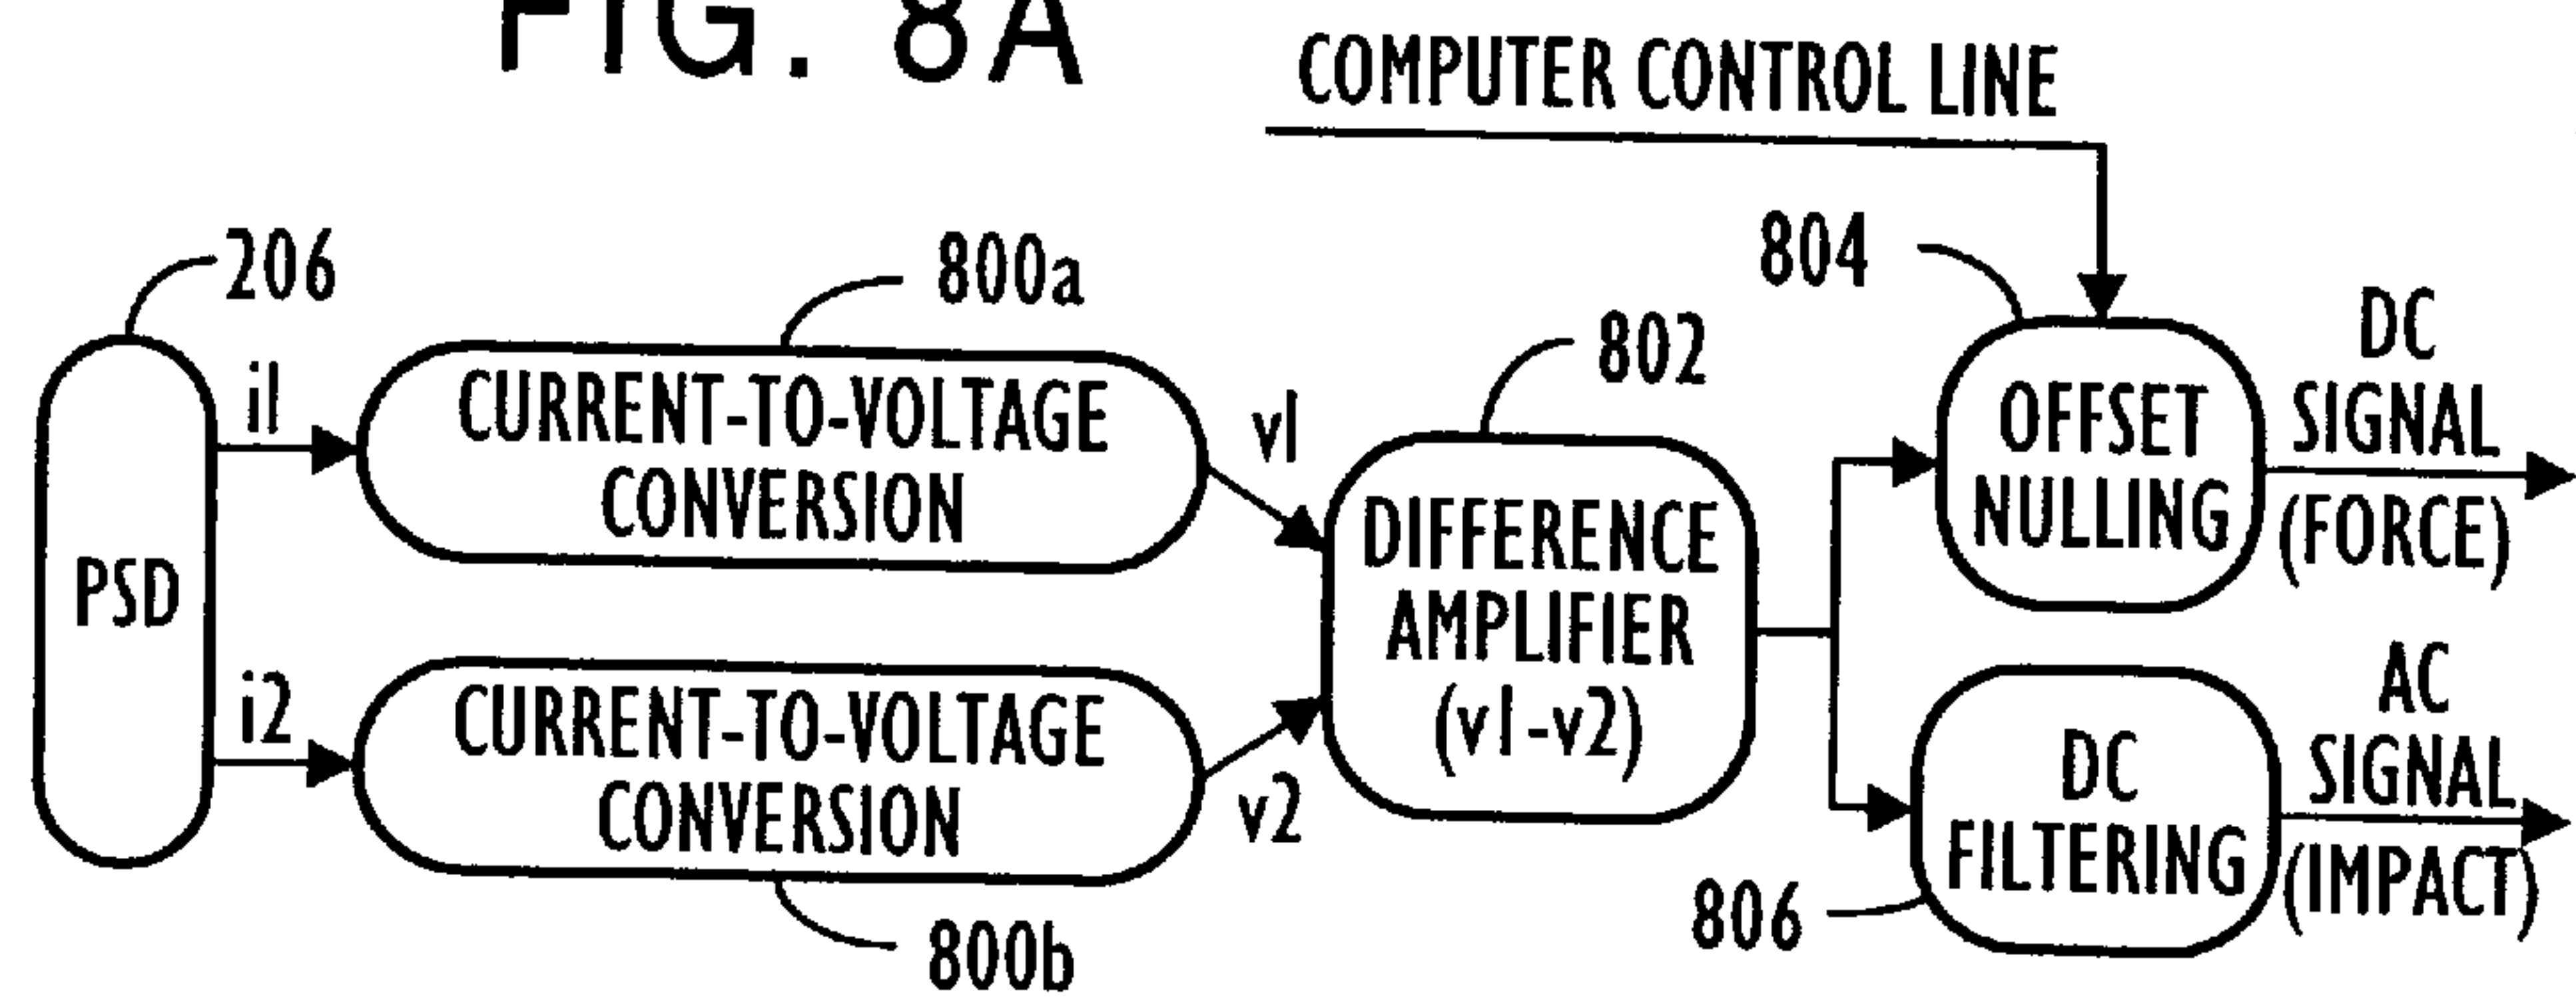 FIG. 8A
COMPUTER CONTROL LINE
206
800a
804
802
DC
SIGNAL
(FORCE)
i1
CURRENT-TO-VOLTAGE
CONVERSION
v1
OFFSET
NULLING
PSD
DIFFERENCE
AMPLIFIER
(v1-v2)
i2
CURRENT-TO-VOLTAGE
CONVERSION
v2
DC
FILTERING
AC
SIGNAL
(IMPACT)
806
800b